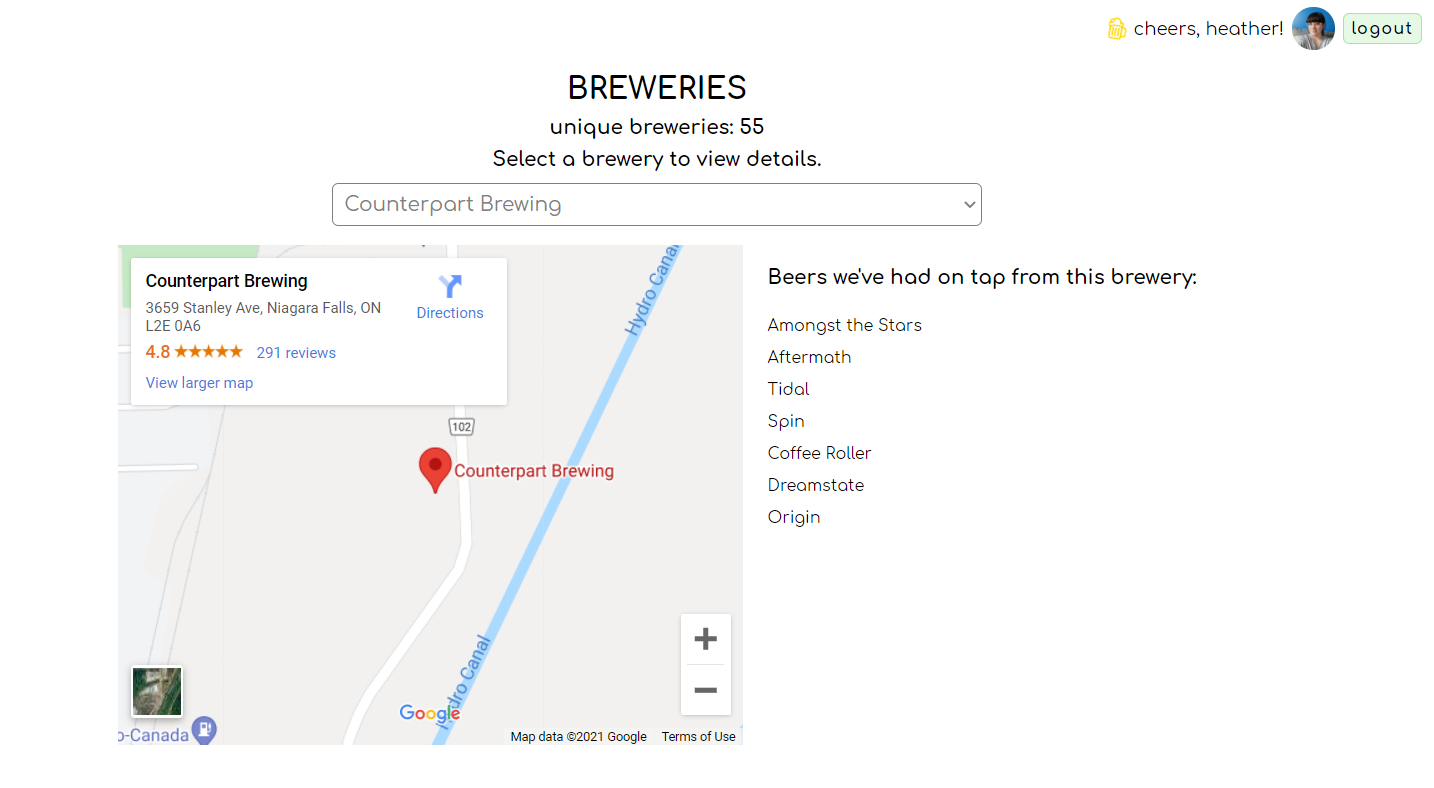 cheers, heather!
logout
BREWERIES
unique breweries: 55
Select a brewery to view details.
Counterpart Brewing
Counterpart Brewing
3659 Stanley Ave, Niagara Falls, ON
L2E 0A6
4.8 ★★★★★ 291 reviews
View larger map
Directions
Hydro Canal
102
Counterpart Brewing
Hydro Canal
Google
o-Canada
Map data ©2021 Google
Terms of Use
Beers we've had on tap from this brewery:
Amongst the Stars
Aftermath
Tidal
Spin
Coffee Roller
Dreamstate
Origin